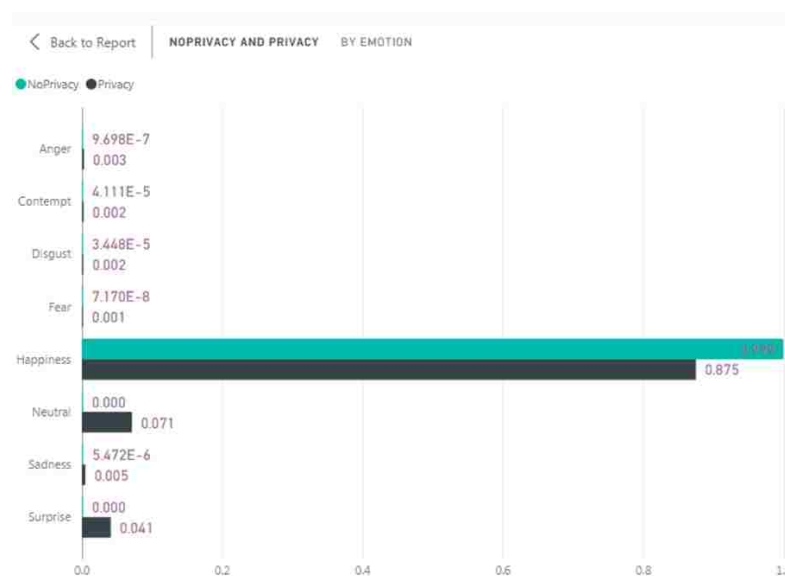 Back to Report
NOPRIVACY AND PRIVACY BY EMOTION
NoPrivacy Privacy
Anger
9.698E-7
0.003
Contempt
4.111E-5
0.002
Disgust
3.448E-5
0.002
Fear
7.170E-8
0.001
Happiness
0.875
Neutral
0.000
0.071
Sadness
5.472E-6
0.005
Surprise
0.000
0.041
0.0 0.2 0.4 0.6 0.8